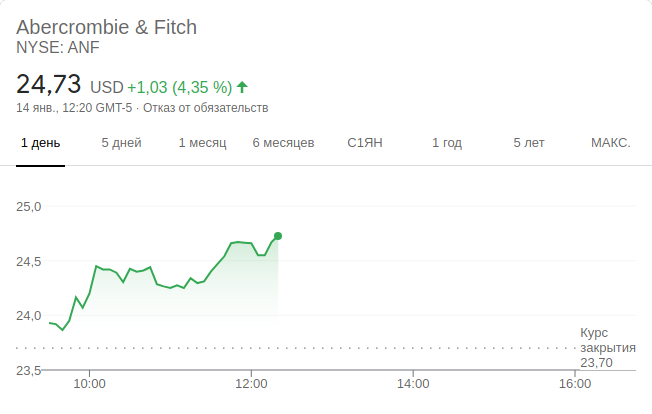 Abercrombie & Fitch
NYSE: ANF
24,73 USD +1,03 (4,35 %)
14 янв., 12:20 GMT-5 · Отказ от обязательств
1 день 5 дней 1 месяц 6 месяцев С1ЯН 1 год 5 лет МАКС.
25,0
24,5
24,0
23,5
Курс
закрытия
23,70
10:00 12:00 14:00 16:00